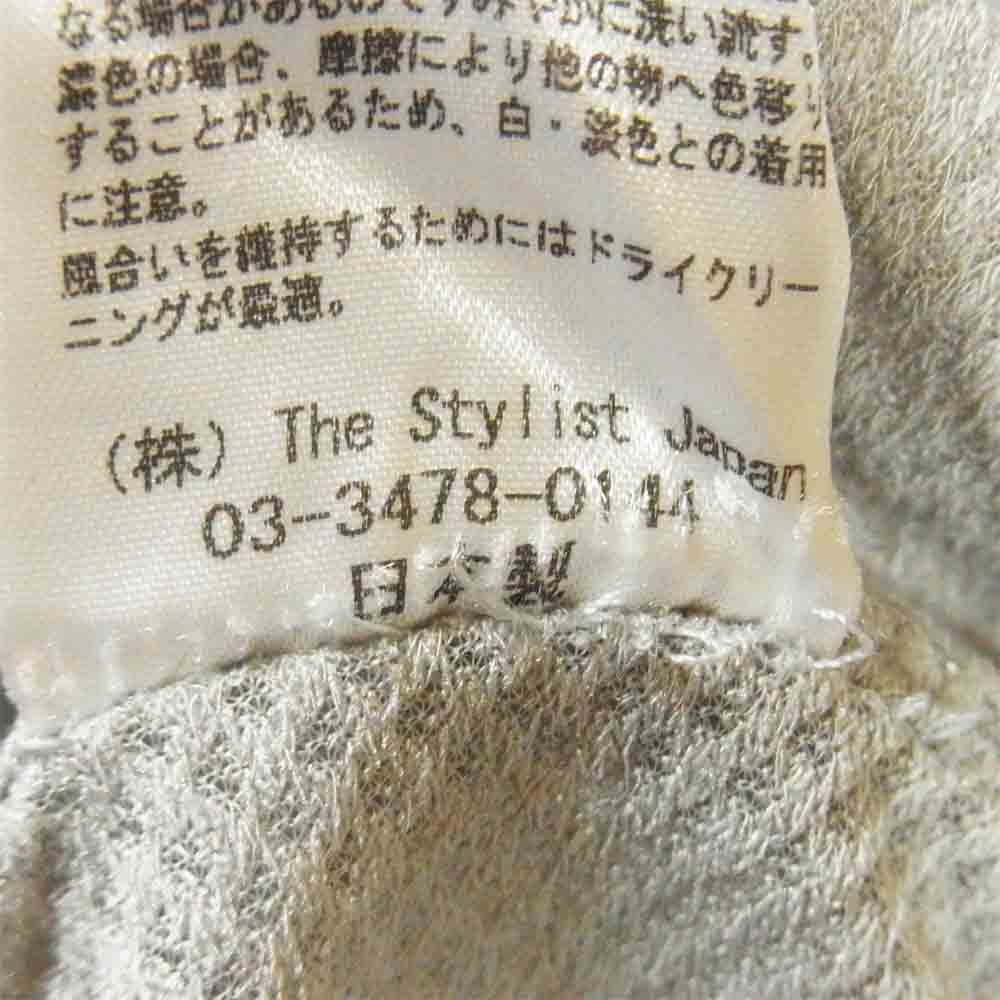 なる場合があるのですみやかに洗い流す。
濃色の場合、摩擦により他の物へ色移り
することがあるため、白・淡色との着用
に注意。
風合いを維持するためにはドライクリー
ニングが最適。
(株) The Stylist Japan
03-3478-0144
日本製